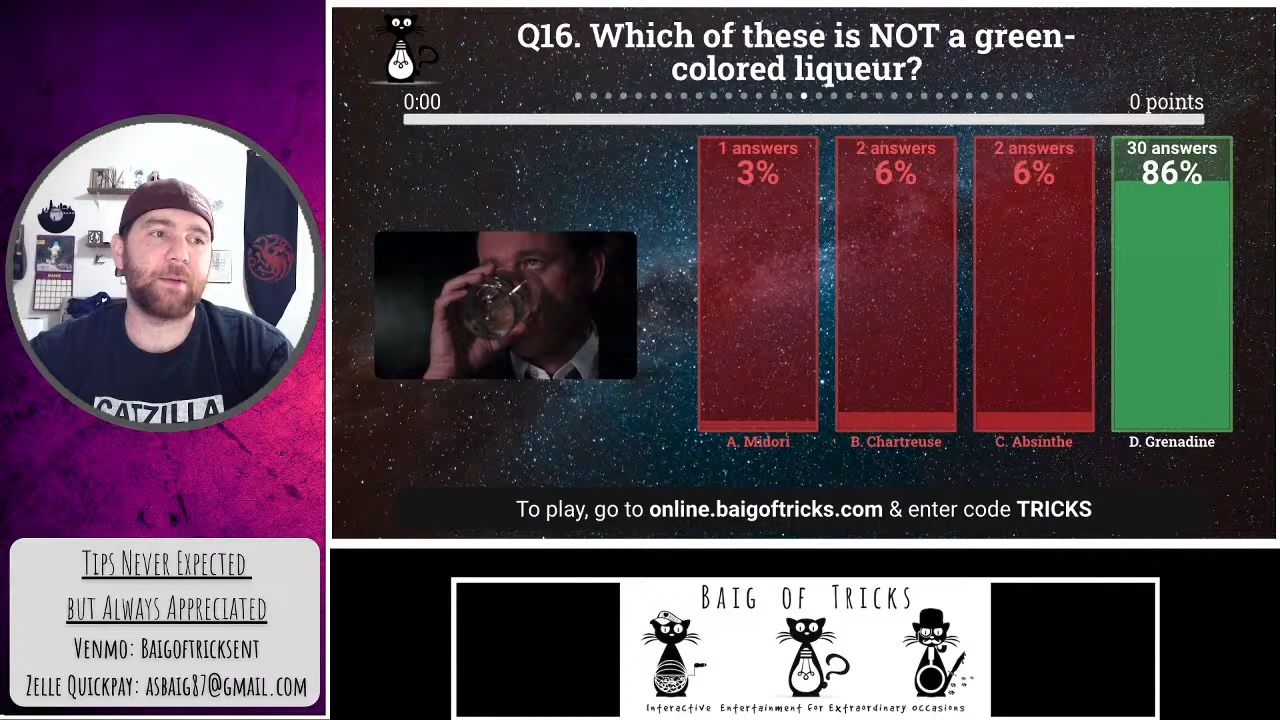 Q16. Which of these is NOT a green-
colored liqueur?
0:00
0 points
1 answers
3%
2 answers
6%
2 answers
6%
30 answers
86%
A. Midori
B. Chartreuse
C. Absinthe
D. Grenadine
To play, go to online.baigoftricks.com & enter code TRICKS
CATZILLA
TIPS NEVER EXPECTED
BUT ALWAYS APPRECIATED
VENMO: BAIGOFTRICKSENT
ZELLE QUICKPAY: ASBAIG87@GMAIL.COM
BAIG OF TRICKS
Interactive Entertainment for Extraordinary occasions